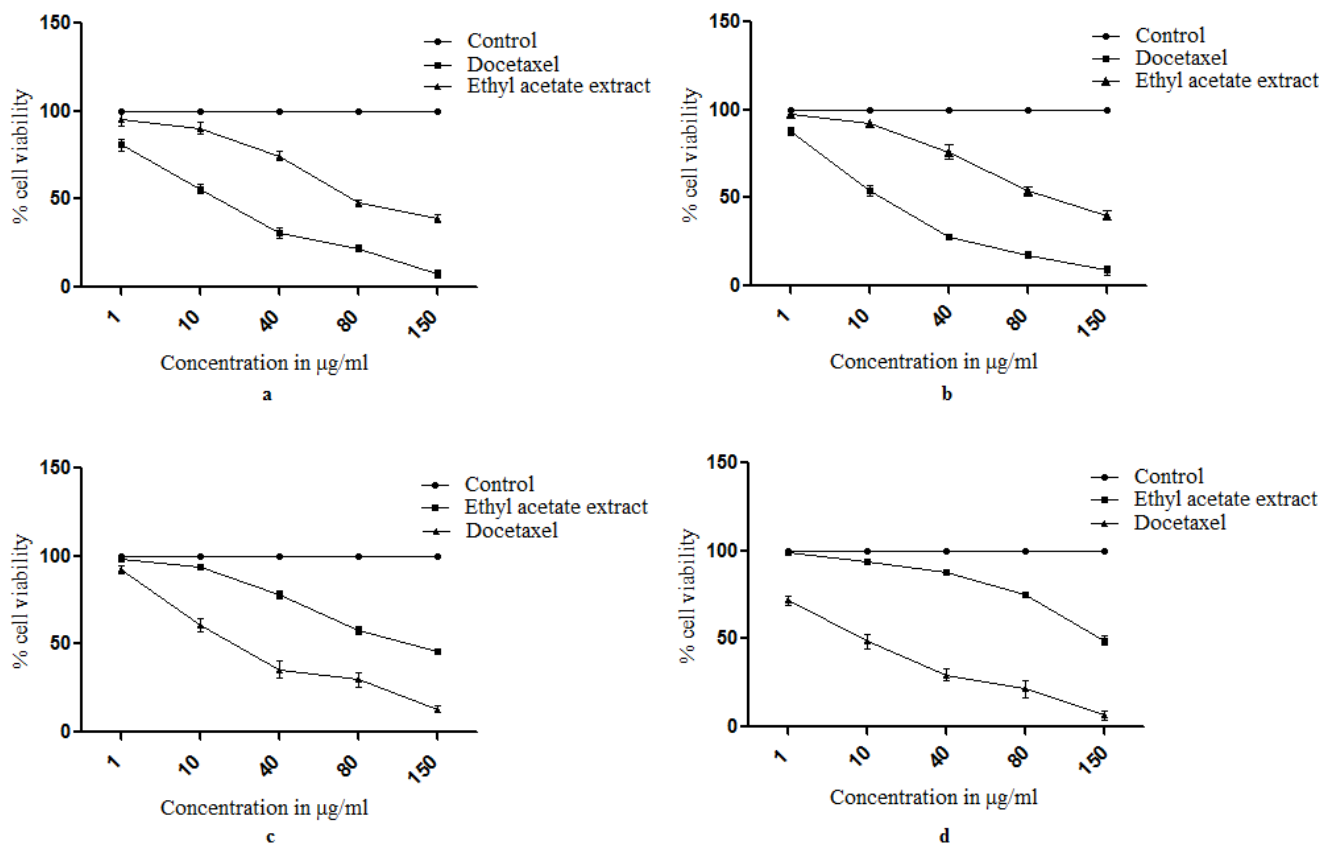 150
100
50
0
% cell viability
Control
Docetaxel
Ethyl acetate extract
1
10
40
80
150
Concentration in µg/ml
a
150
100
50
0
% cell viability
Control
Docetaxel
Ethyl acetate extract
1
10
40
80
150
Concentration in µg/ml
b
150
100
50
0
% cell viability
Control
Ethyl acetate extract
Docetaxel
1
10
40
80
150
Concentration in µg/ml
c
150
100
50
0
% cell viability
Control
Ethyl acetate extract
Docetaxel
1
10
40
80
150
Concentration in µg/ml
d